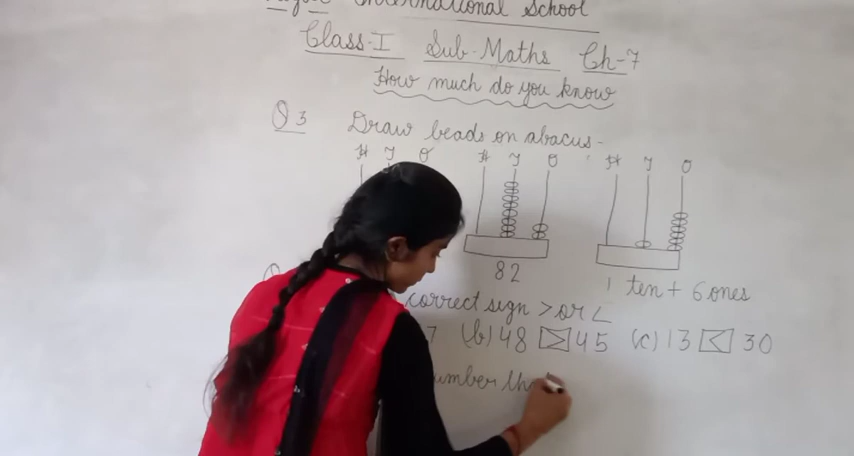 International School
Class-I Sub-Maths Ch-7
How much do you know
Q3 Draw beads on abacus-
H T O H T O H T O
82 1 ten + 6 ones
correct sign > or <
7 (b) 48 > 45 (c) 13 < 30
umber th